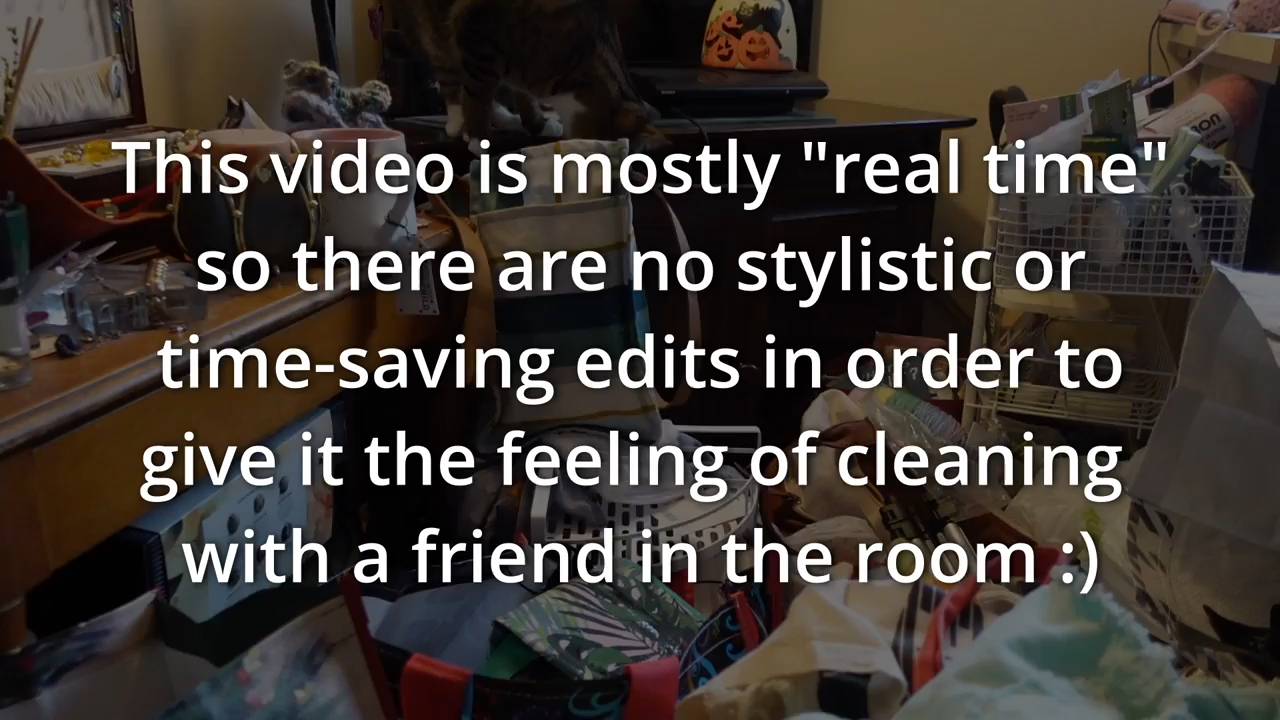 This video is mostly "real time"
so there are no stylistic or
time-saving edits in order to
give it the feeling of cleaning
with a friend in the room :)